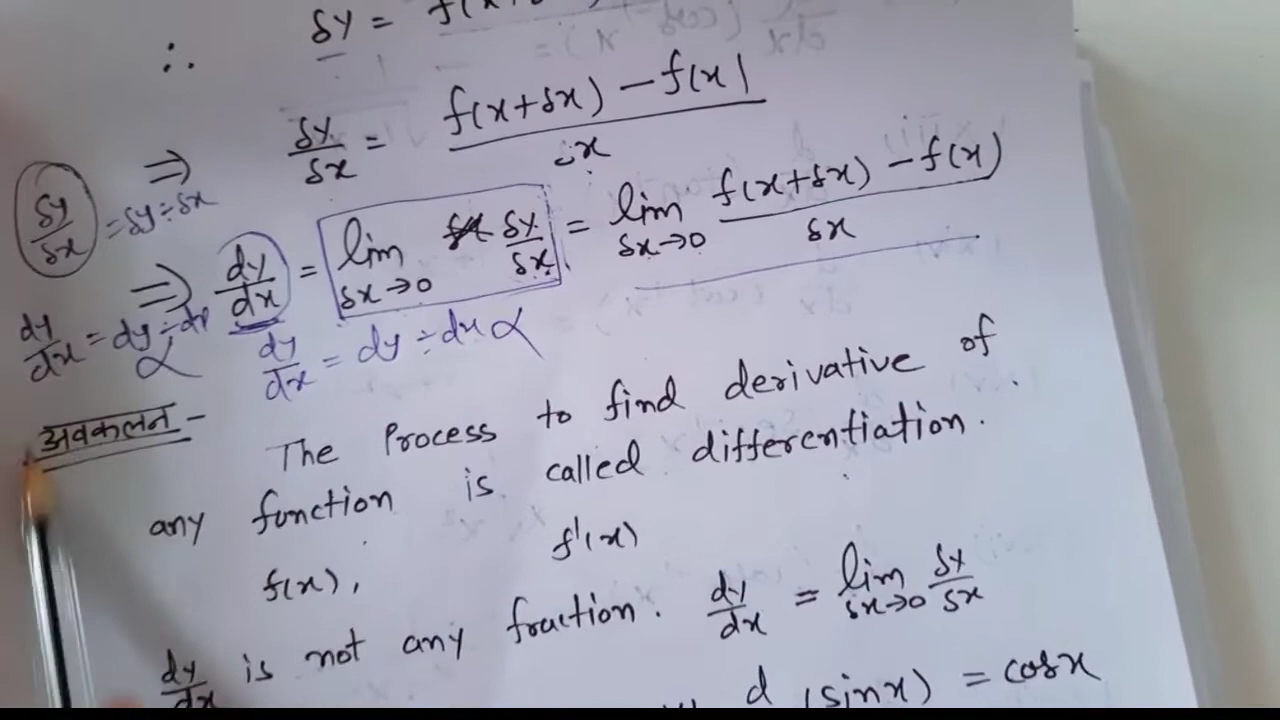 ∴ δy = f(x+
⇒ δy/δx = f(x+δx) - f(x) / x
δy/δx = δy ÷ δx
⇒ dy/dx = lim δx→0 δy/δx = lim δx→0 f(x+δx) - f(x) / δx
dy/dx = dy ÷ dx dy/dx = dy ÷ dx
अवकलन -
The Process to find derivative of
any function is called differentiation.
f(x), f'(x)
dy/dx is not any fraction. dy/dx = lim δx→0 δy/δx
d (sinx) = cosx